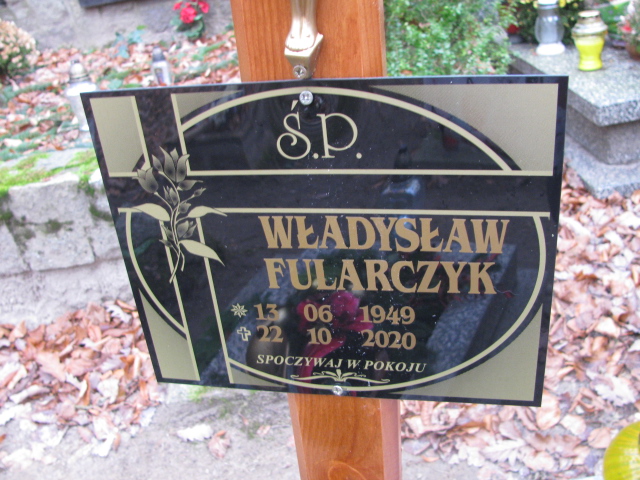 Ś.P.
WŁADYSŁAW
FULARCZYK
13 06 1949
22 10 2020
SPOCZYWAJ W POKOJU